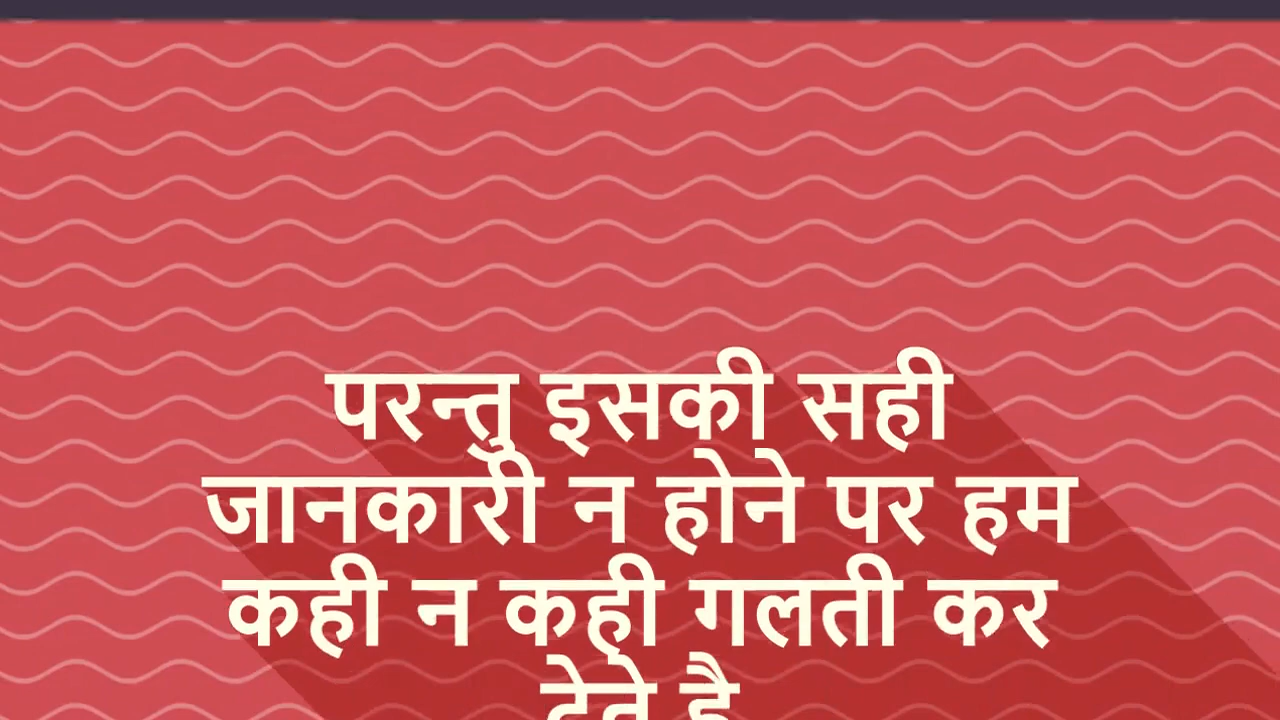 परन्तु इसकी सही
जानकारी न होने पर हम
कही न कही गलती कर
देते है